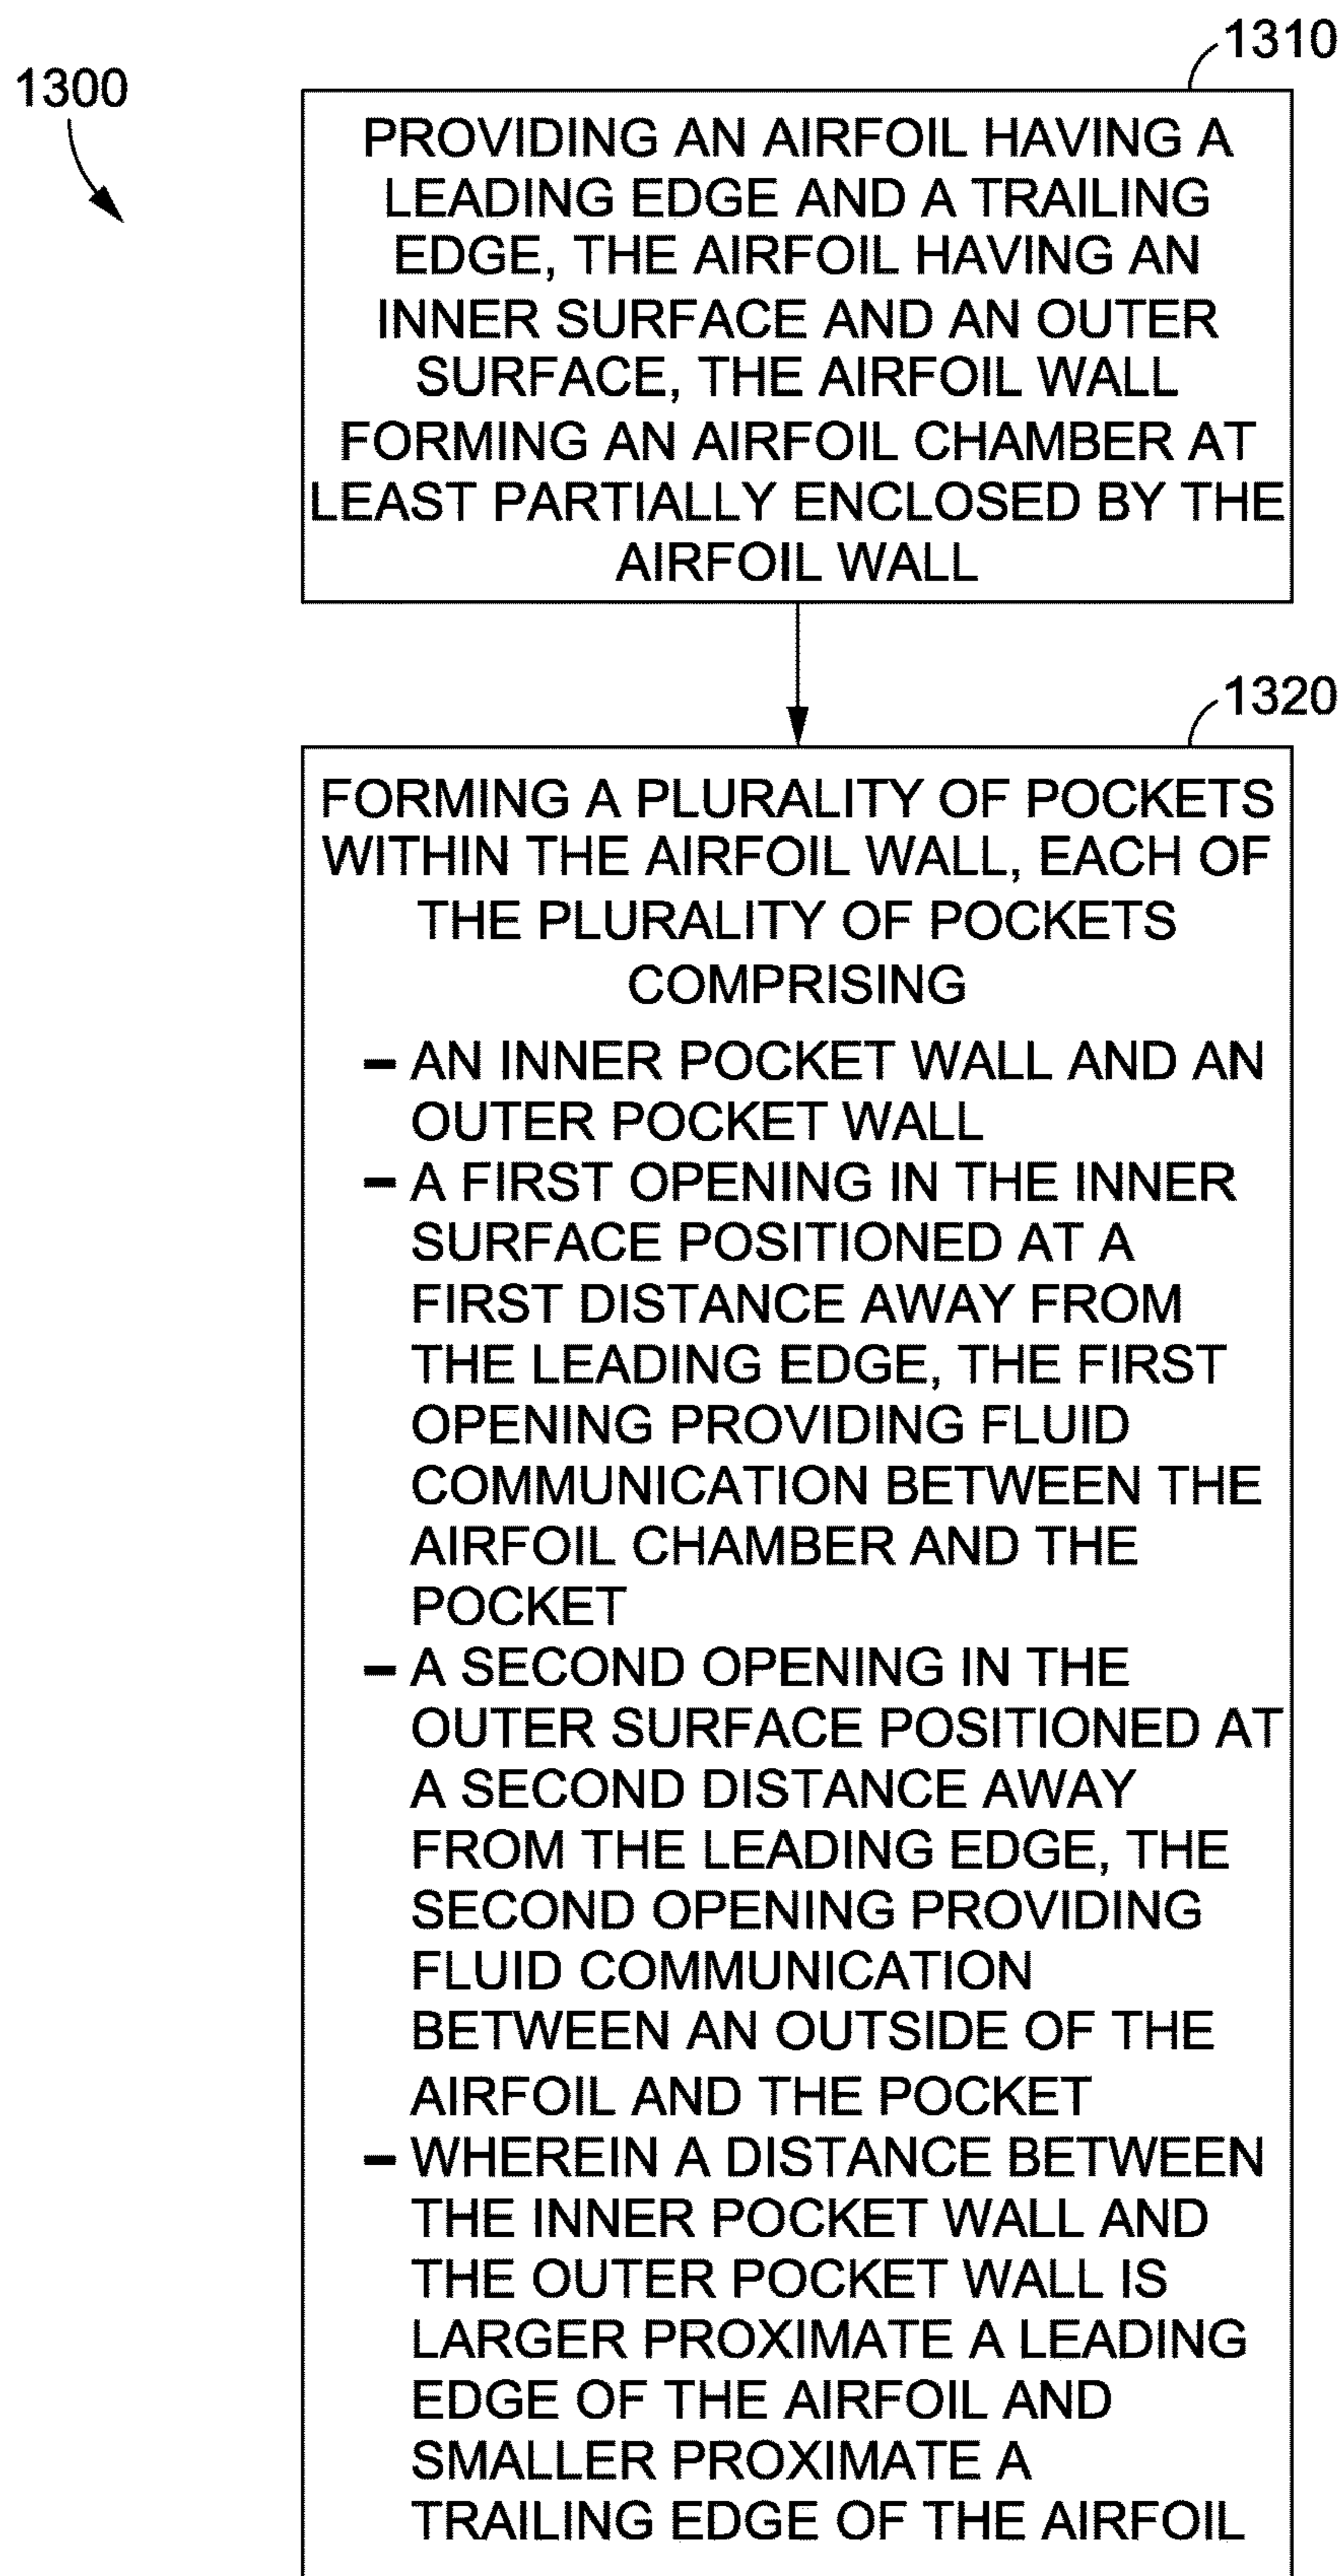 1300
1310
PROVIDING AN AIRFOIL HAVING A
LEADING EDGE AND A TRAILING
EDGE, THE AIRFOIL HAVING AN
INNER SURFACE AND AN OUTER
SURFACE, THE AIRFOIL WALL
FORMING AN AIRFOIL CHAMBER AT
LEAST PARTIALLY ENCLOSED BY THE
AIRFOIL WALL
1320
FORMING A PLURALITY OF POCKETS
WITHIN THE AIRFOIL WALL, EACH OF
THE PLURALITY OF POCKETS
COMPRISING
– AN INNER POCKET WALL AND AN
OUTER POCKET WALL
– A FIRST OPENING IN THE INNER
SURFACE POSITIONED AT A
FIRST DISTANCE AWAY FROM
THE LEADING EDGE, THE FIRST
OPENING PROVIDING FLUID
COMMUNICATION BETWEEN THE
AIRFOIL CHAMBER AND THE
POCKET
– A SECOND OPENING IN THE
OUTER SURFACE POSITIONED AT
A SECOND DISTANCE AWAY
FROM THE LEADING EDGE, THE
SECOND OPENING PROVIDING
FLUID COMMUNICATION
BETWEEN AN OUTSIDE OF THE
AIRFOIL AND THE POCKET
– WHEREIN A DISTANCE BETWEEN
THE INNER POCKET WALL AND
THE OUTER POCKET WALL IS
LARGER PROXIMATE A LEADING
EDGE OF THE AIRFOIL AND
SMALLER PROXIMATE A
TRAILING EDGE OF THE AIRFOIL